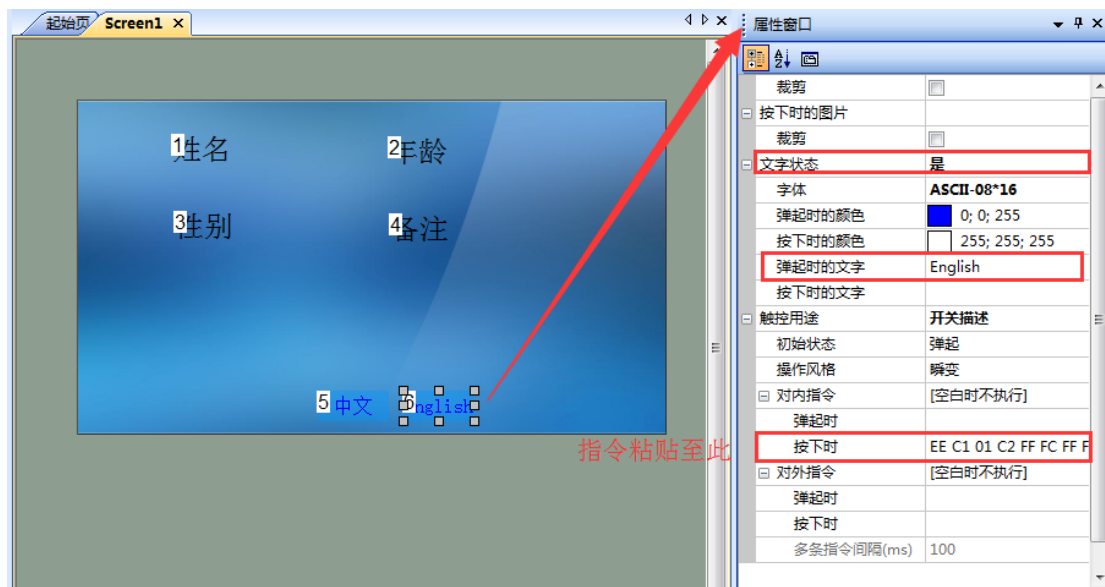 起始页 Screen1
属性窗口
1 姓名
2 年龄
3 性别
4 备注
5 中文
6 English
指令粘贴至此
裁剪
按下时的图片
裁剪
文字状态 是
字体 ASCII-08*16
弹起时的颜色 0; 0; 255
按下时的颜色 255; 255; 255
弹起时的文字 English
按下时的文字
触控用途 开关描述
初始状态 弹起
操作风格 瞬变
对内指令 [空白时不执行]
弹起时
按下时 EE C1 01 C2 FF FC FF F
对外指令 [空白时不执行]
弹起时
按下时
多条指令间隔(ms) 100